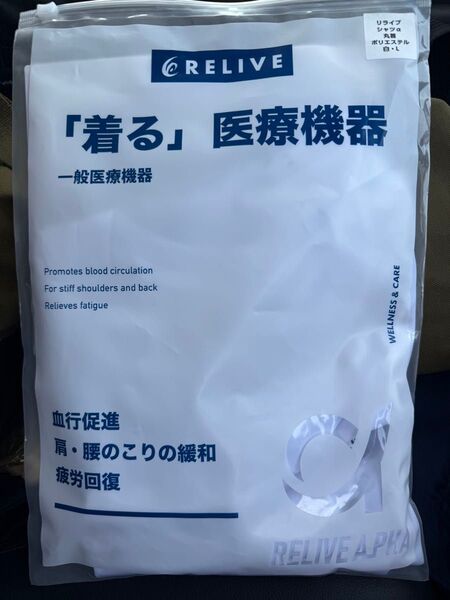 リライブ
シャツα
丸首
ポリエステル
白・L
RELIVE
「着る」医療機器
一般医療機器
Promotes blood circulation
For stiff shoulders and back
Relieves fatigue
WELLNESS & CARE
血行促進
肩・腰のこりの緩和
疲労回復
α
RELIVE ALPHA